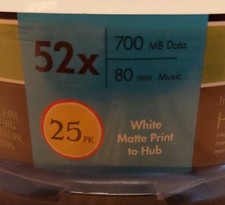 52x
700 MB Data
80 min Music
25 PK
White
Matte Print
to Hub